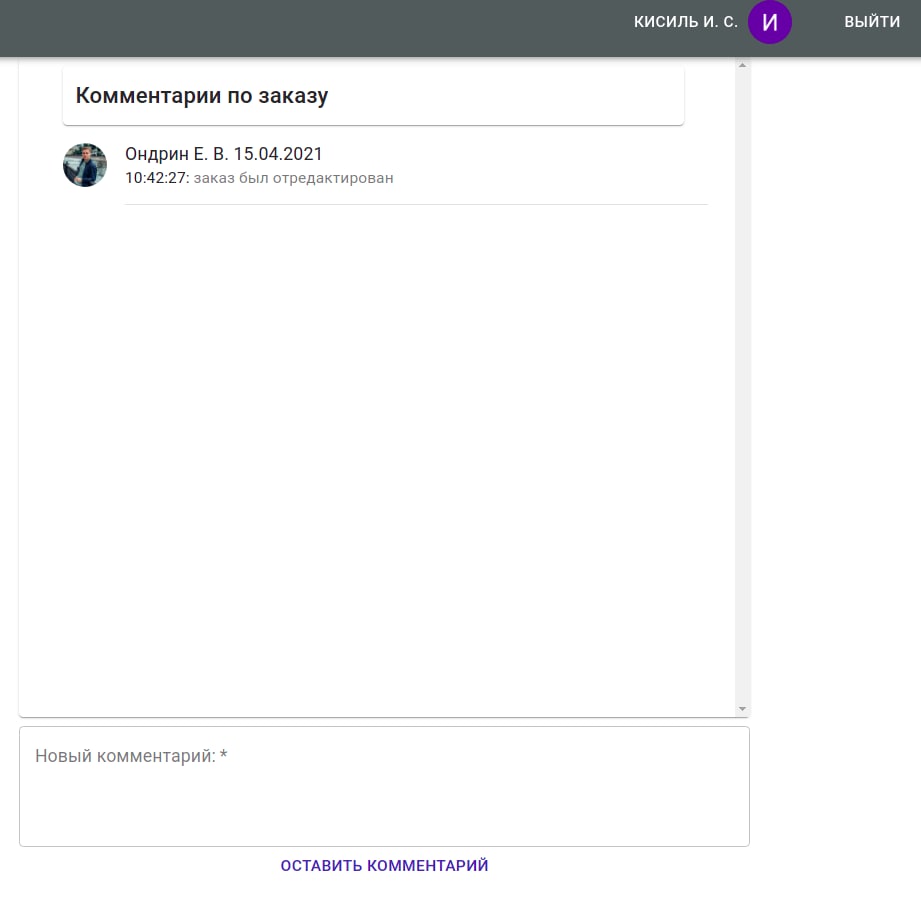 КИСИЛЬ И. С. И ВЫЙТИ
Комментарии по заказу
Ондрин Е. В. 15.04.2021
10:42:27: заказ был отредактирован
Новый комментарий: *
ОСТАВИТЬ КОММЕНТАРИЙ